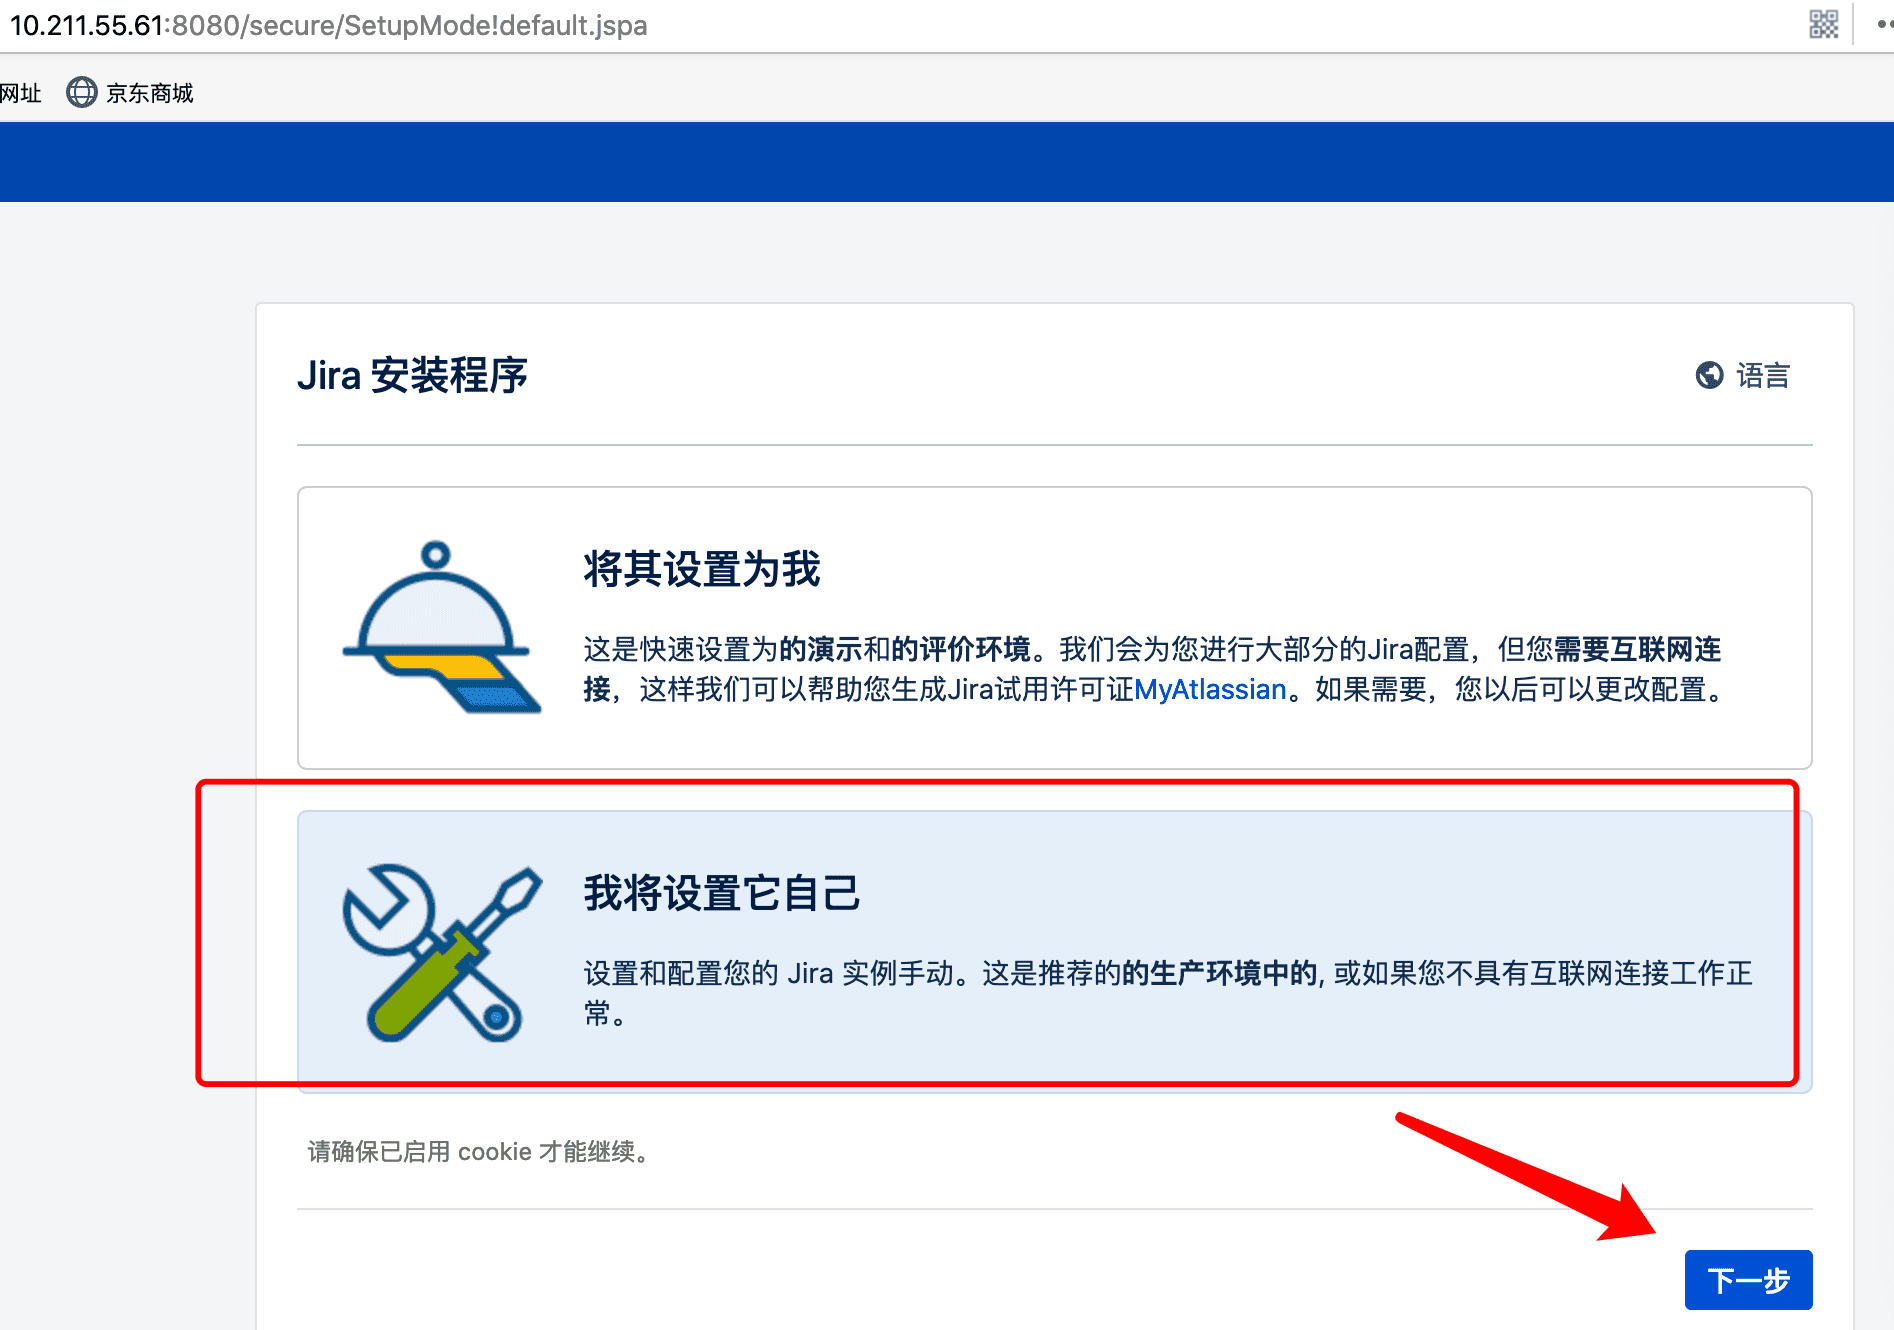 10.211.55.61:8080/secure/SetupMode!default.jspa
网址 京东商城
Jira 安装程序
语言
将其设置为我
这是快速设置为的演示和的评价环境。我们会为您进行大部分的Jira配置，但您需要互联网连
接，这样我们可以帮助您生成Jira试用许可证MyAtlassian。如果需要，您以后可以更改配置。
我将设置它自己
设置和配置您的 Jira 实例手动。这是推荐的的生产环境中的, 或如果您不具有互联网连接工作正
常。
请确保已启用 cookie 才能继续。
下一步